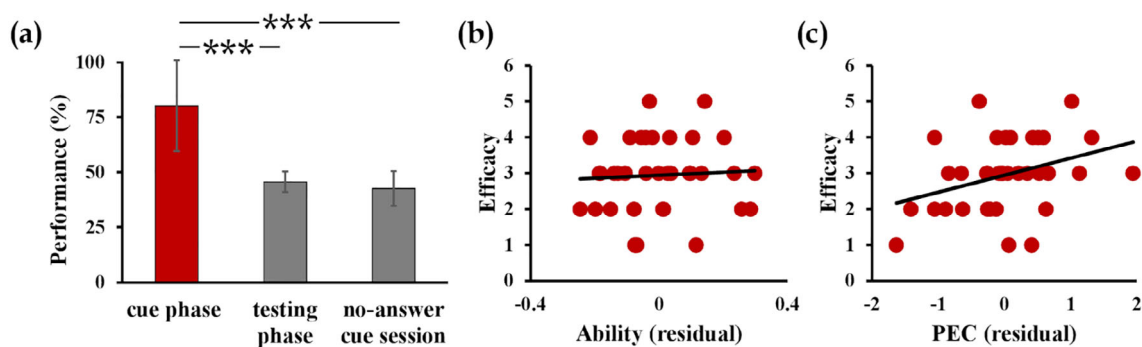 (a)
***
***
Performance (%)
100
75
50
25
0
cue phase
testing
phase
no-answer
cue session
(b)
Efficacy
6
5
4
3
2
1
0
-0.4
0
0.4
Ability (residual)
(c)
Efficacy
6
5
4
3
2
1
0
-2
-1
0
1
2
PEC (residual)